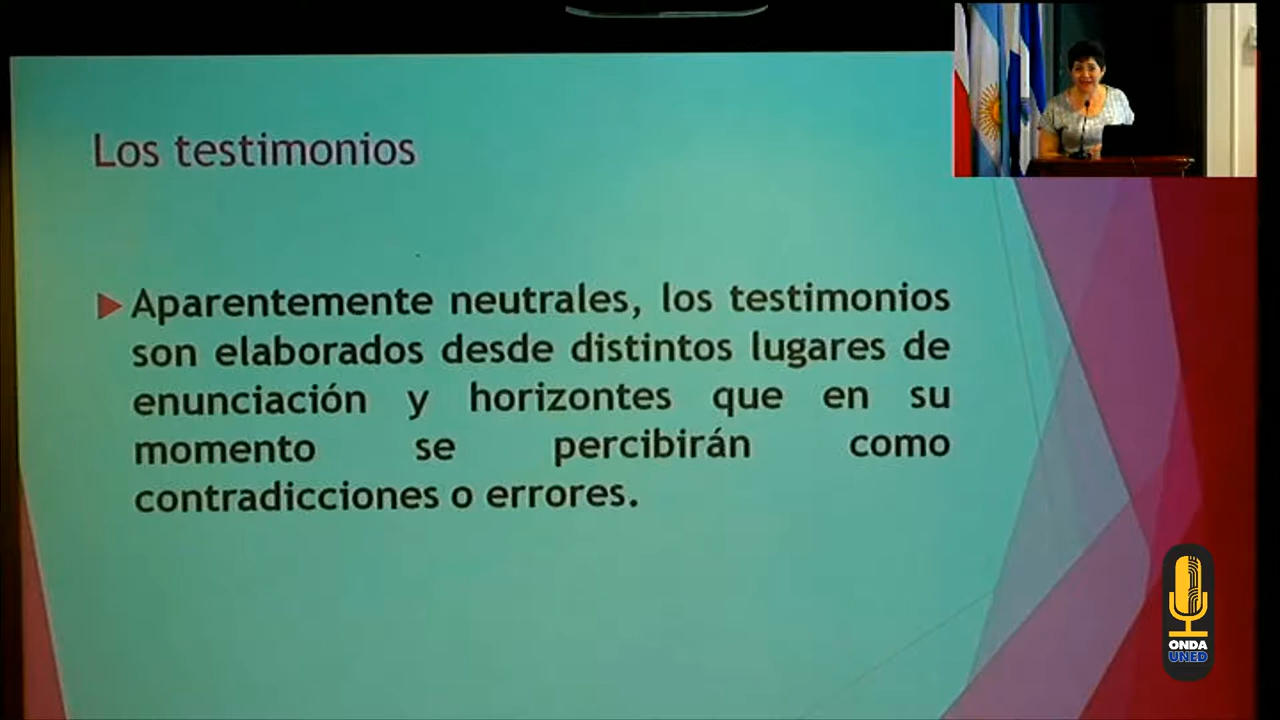 Los testimonios
Aparentemente neutrales, los testimonios
son elaborados desde distintos lugares de
enunciación y horizontes que en su
momento se percibirán como
contradicciones o errores.
ONDA
UNED